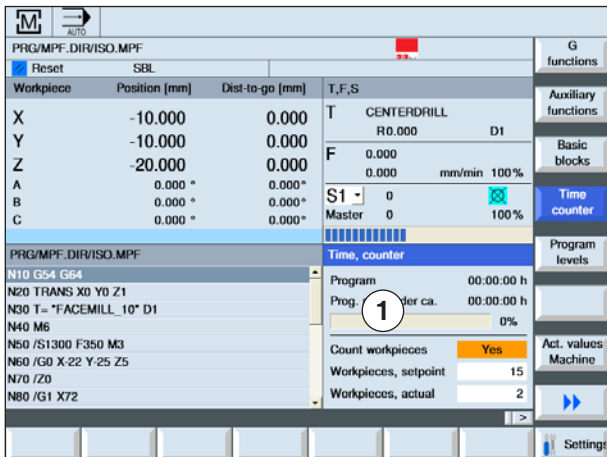 M
AUTO
PRG/MPF.DIR/ISO.MPF
Reset SBL
Workpiece Position [mm] Dist-to-go [mm]
X -10.000 0.000
Y -10.000 0.000
Z -20.000 0.000
A 0.000 ° 0.000°
B 0.000 ° 0.000°
C 0.000 ° 0.000°
T,F,S
T CENTERDRILL
R0.000 D1
F 0.000
0.000 mm/min 100%
S1 0
Master 0 100%
PRG/MPF.DIR/ISO.MPF
N10 G54 G64
N20 TRANS X0 Y0 Z1
N30 T= "FACEMILL_10" D1
N40 M6
N50 /S1300 F350 M3
N60 /G0 X-22 Y-25 Z5
N70 /Z0
N80 /G1 X72
Time, counter
Program 00:00:00 h
Prog. der ca. 00:00:00 h
1
0%
Count workpieces Yes
Workpieces, setpoint 15
Workpieces, actual 2
>
G
functions
Auxiliary
functions
Basic
blocks
Time
counter
Program
levels
Act. values
Machine
Settings